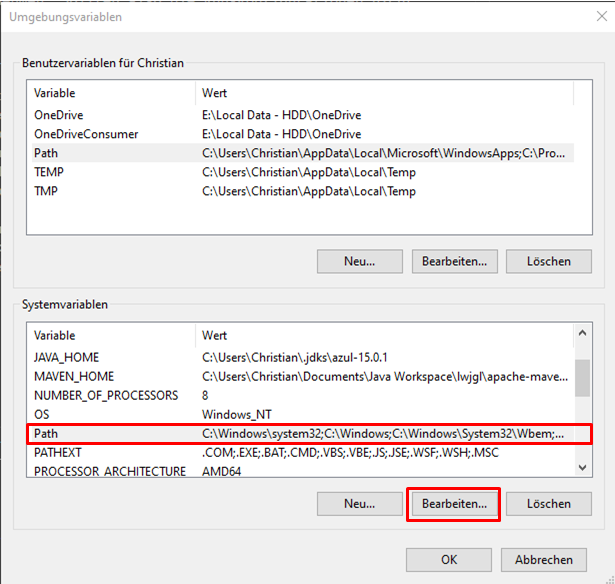 Umgebungsvariablen
Benutzervariablen für Christian
Variable Wert
OneDrive E:\Local Data - HDD\OneDrive
OneDriveConsumer E:\Local Data - HDD\OneDrive
Path C:\Users\Christian\AppData\Local\Microsoft\WindowsApps;C:\Pro...
TEMP C:\Users\Christian\AppData\Local\Temp
TMP C:\Users\Christian\AppData\Local\Temp
Neu... Bearbeiten... Löschen
Systemvariablen
Variable Wert
JAVA_HOME C:\Users\Christian\.jdks\azul-15.0.1
MAVEN_HOME C:\Users\Christian\Documents\Java Workspace\lwjgl\apache-mave...
NUMBER_OF_PROCESSORS 8
OS Windows_NT
Path C:\Windows\system32;C:\Windows;C:\Windows\System32\Wbem;...
PATHEXT .COM;.EXE;.BAT;.CMD;.VBS;.VBE;.JS;.JSE;.WSF;.WSH;.MSC
PROCESSOR_ARCHITECTURE AMD64
Neu... Bearbeiten... Löschen
OK Abbrechen